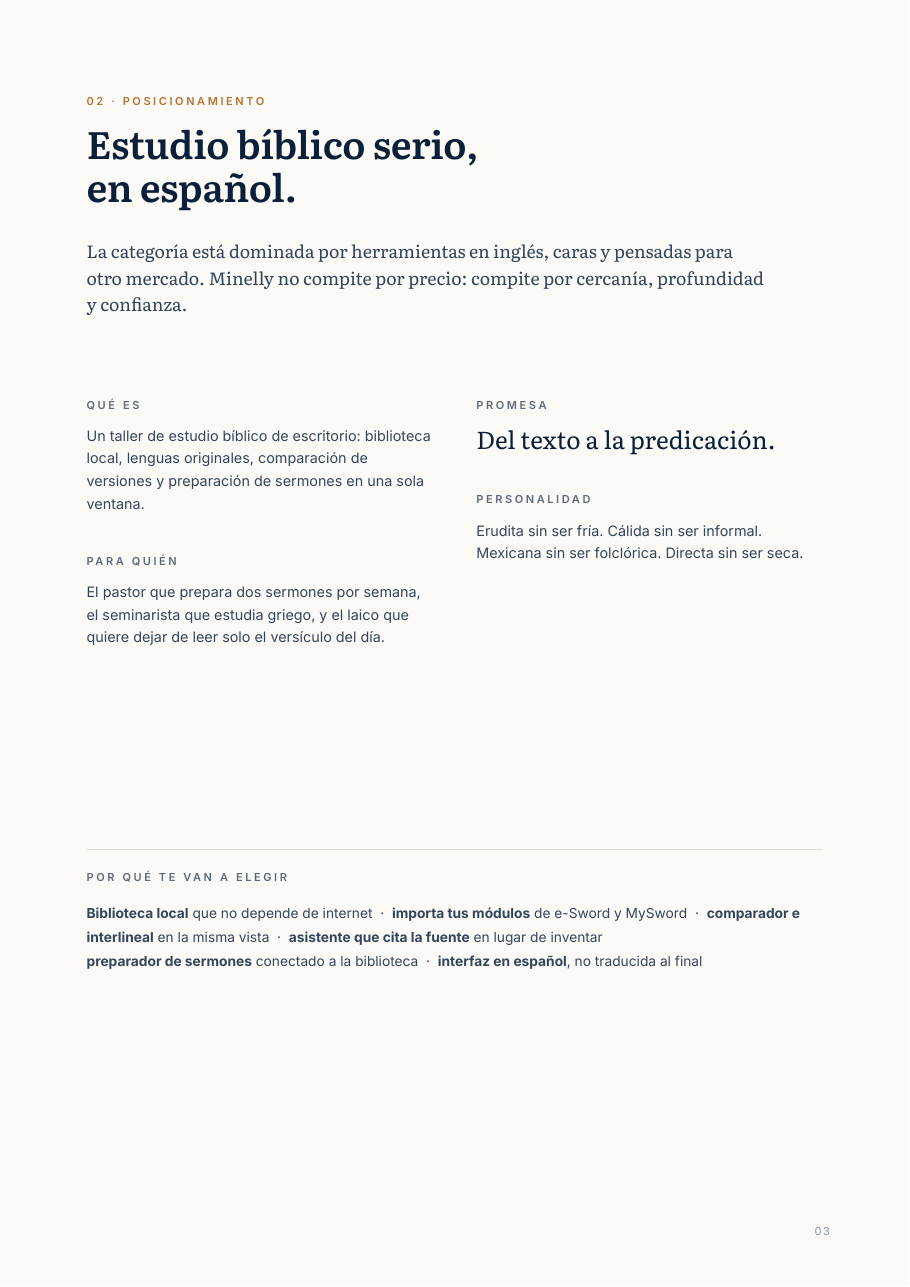 02 · POSICIONAMIENTO
Estudio bíblico serio,
en español.
La categoría está dominada por herramientas en inglés, caras y pensadas para
otro mercado. Minelly no compite por precio: compite por cercanía, profundidad
y confianza.
QUÉ ES
Un taller de estudio bíblico de escritorio: biblioteca
local, lenguas originales, comparación de
versiones y preparación de sermones en una sola
ventana.
PARA QUIÉN
El pastor que prepara dos sermones por semana,
el seminarista que estudia griego, y el laico que
quiere dejar de leer solo el versículo del día.
PROMESA
Del texto a la predicación.
PERSONALIDAD
Erudita sin ser fría. Cálida sin ser informal.
Mexicana sin ser folclórica. Directa sin ser seca.
POR QUÉ TE VAN A ELEGIR
Biblioteca local que no depende de internet · importa tus módulos de e-Sword y MySword · comparador e
interlineal en la misma vista · asistente que cita la fuente en lugar de inventar
preparador de sermones conectado a la biblioteca · interfaz en español, no traducida al final
03